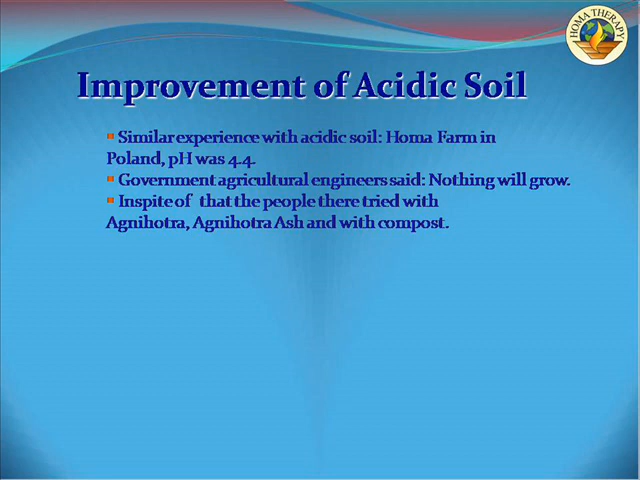 HOMA THERAPY
Improvement of Acidic Soil
Similar experience with acidic soil: Homa Farm in
Poland, pH was 4.4.
Government agricultural engineers said: Nothing will grow.
Inspite of that the people there tried with
Agnihotra, Agnihotra Ash and with compost.